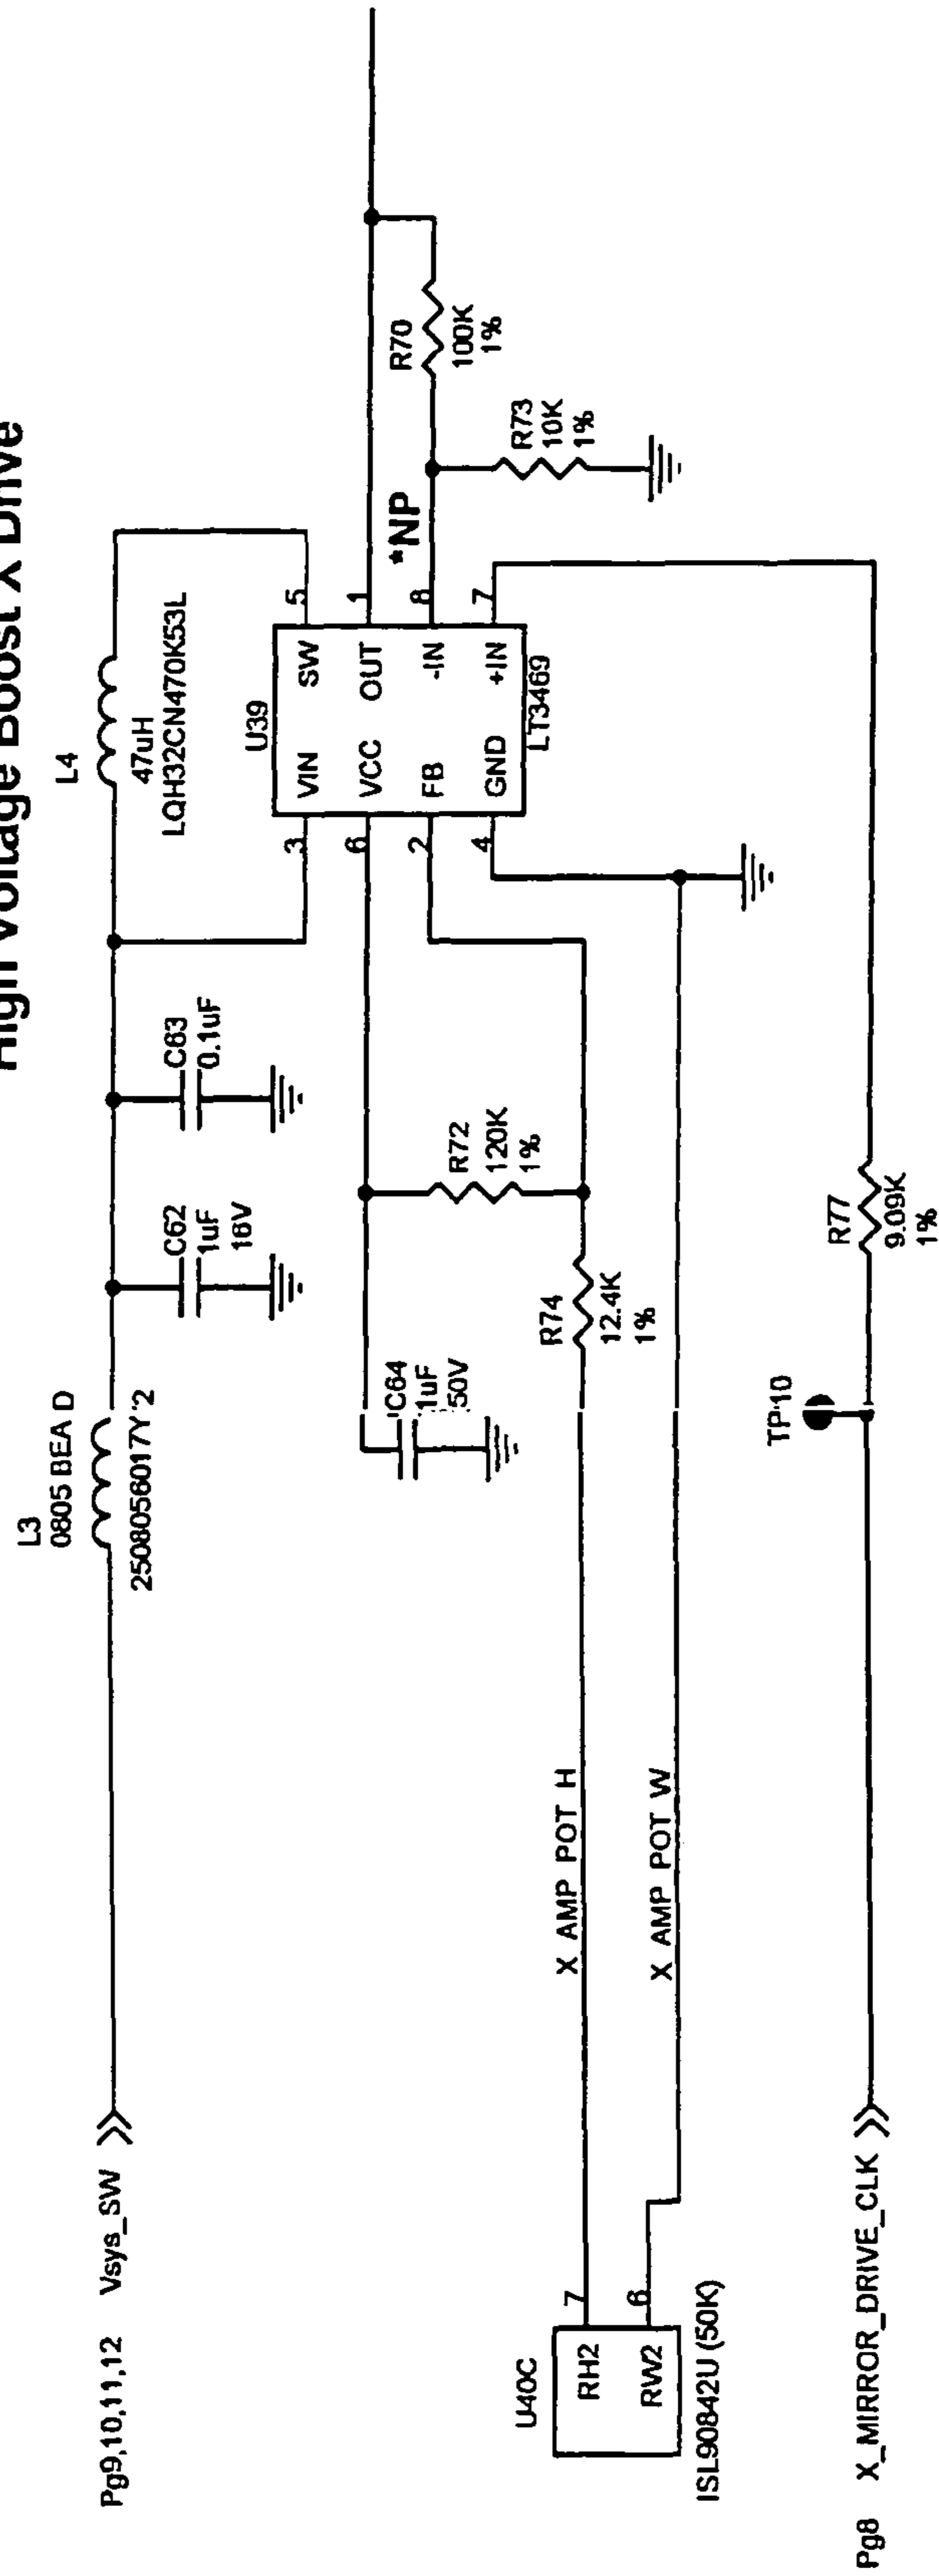 High Voltage Boost X Drive
L3
0805 BEA D
2508056017Y'2
C62
1uF
16V
C63
0.1uF
L4
47uH
LQH32CN470K53L
Pg9,10,11,12 Vsys_SW
U39
3 VIN SW 5
6 VCC OUT 1
2 FB -IN 8
4 GND +IN 7
LT3469
*NP
R70
100K
1%
R73
10K
1%
C64
1uF
50V
R72
120K
1%
R74
12.4K
1%
X AMP POT H
X AMP POT W
U40C
RH2 7
RW2 6
ISL90842U (50K)
TP10
R77
9.09K
1%
Pg8 X_MIRROR_DRIVE_CLK